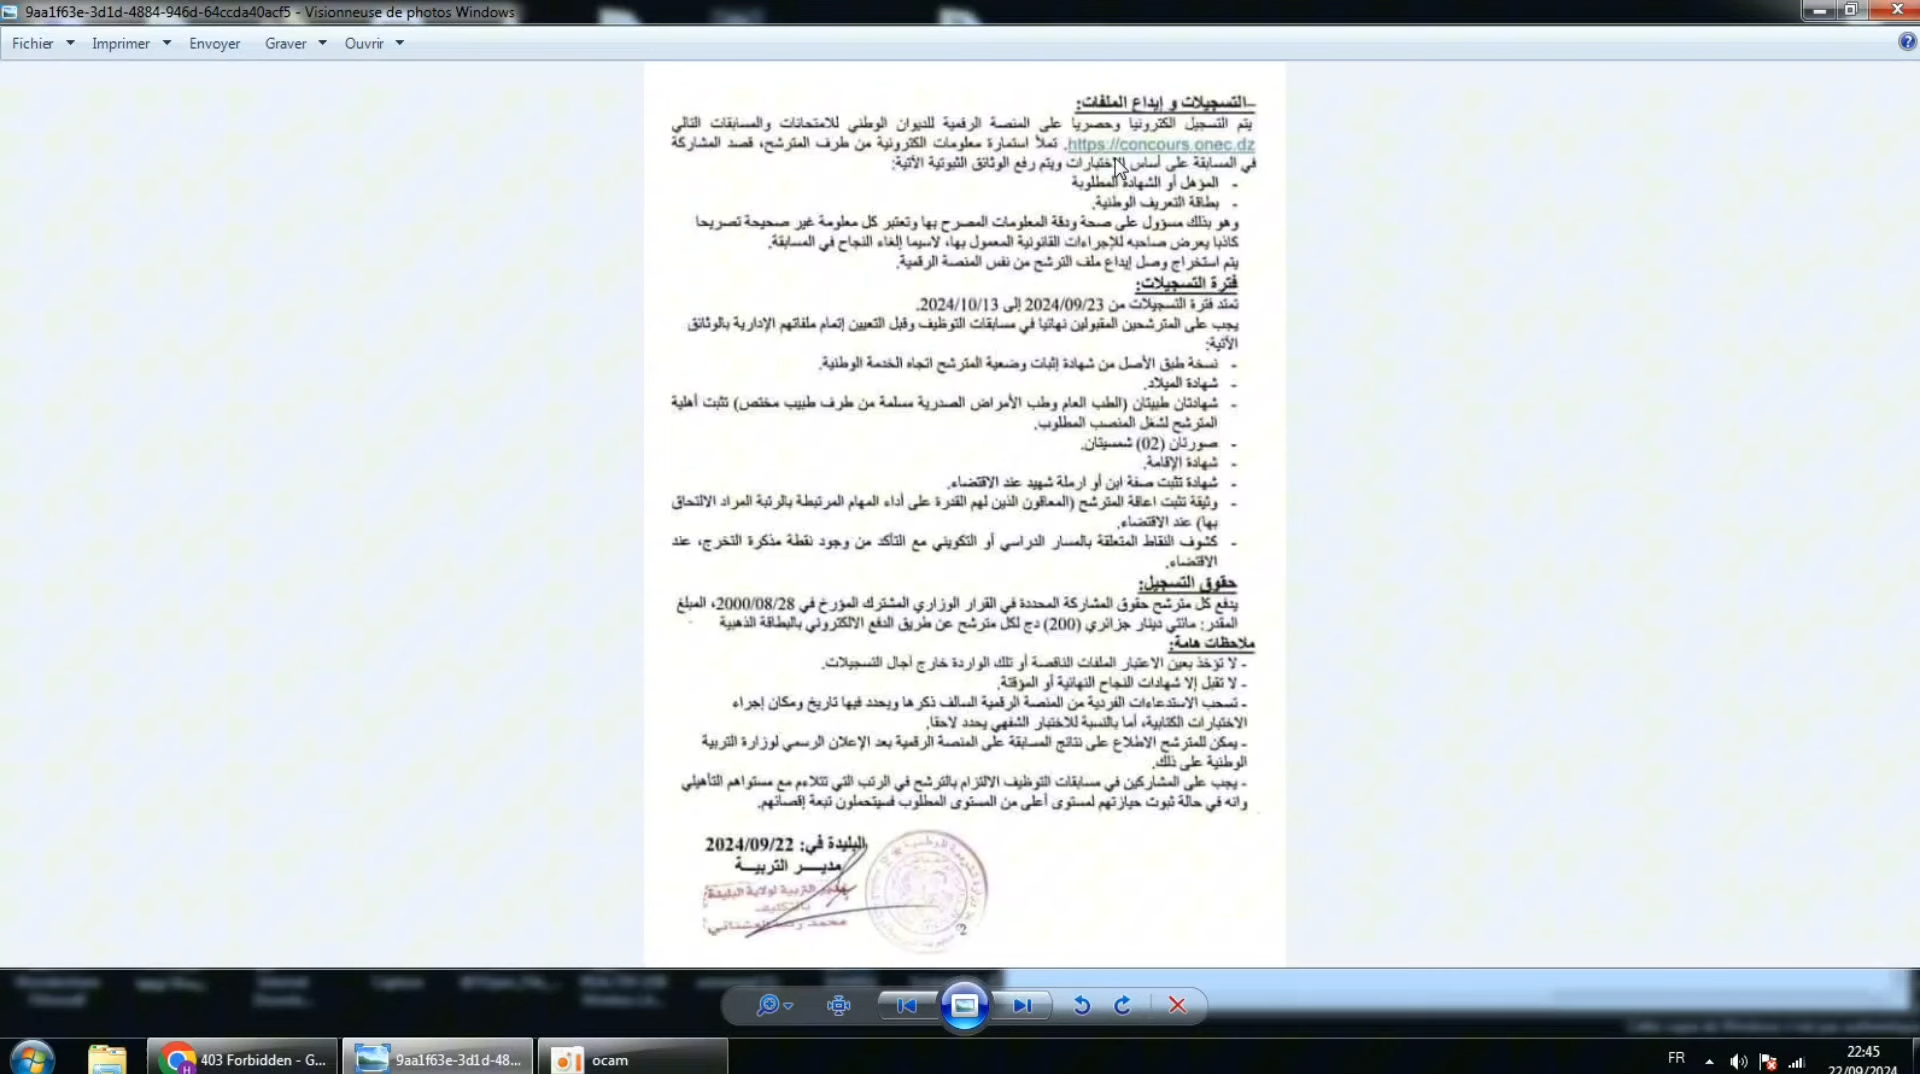 9aa1f63e-3d1d-4884-946d-64ccda40acf5 - Visionneuse de photos Windows
Fichier Imprimer Envoyer Graver Ouvrir
–التسجيلات و إيداع الملفات:
يتم التسجيل الكترونيا وحصريا على المنصة الرقمية للديوان الوطني للامتحانات والمسابقات التالي
https://concours.onec.dz. تملأ استمارة معلومات الكترونية من طرف المترشح، قصد المشاركة
في المسابقة على أساس الاختبارات ويتم رفع الوثائق الثبوتية الآتية:
- المؤهل أو الشهادة المطلوبة
- بطاقة التعريف الوطنية.
وهو بذلك مسؤول على صحة ودقة المعلومات المصرح بها وتعتبر كل معلومة غير صحيحة تصريحا
كاذبا يعرض صاحبه للإجراءات القانونية المعمول بها، لاسيما إلغاء النجاح في المسابقة.
يتم استخراج وصل إيداع ملف الترشح من نفس المنصة الرقمية.
فترة التسجيلات:
تمتد فترة التسجيلات من 2024/09/23 إلى 2024/10/13.
يجب على المترشحين المقبولين نهائيا في مسابقات التوظيف وقبل التعيين إتمام ملفاتهم الإدارية بالوثائق
الآتية:
- نسخة طبق الأصل من شهادة إثبات وضعية المترشح اتجاه الخدمة الوطنية.
- شهادة الميلاد.
- شهادتان طبيتان (الطب العام وطب الأمراض الصدرية مسلمة من طرف طبيب مختص) تثبت أهلية
المترشح لشغل المنصب المطلوب.
- صورتان (02) شمسيتان.
- شهادة الإقامة.
- شهادة تثبت صفة ابن أو ارملة شهيد عند الاقتضاء.
- وثيقة تثبت اعاقة المترشح (المعاقون الذين لهم القدرة على أداء المهام المرتبطة بالرتبة المراد الالتحاق
بها) عند الاقتضاء.
- كشوف النقاط المتعلقة بالمسار الدراسي أو التكويني مع التأكد من وجود نقطة مذكرة التخرج، عند
الاقتضاء.
حقوق التسجيل:
يدفع كل مترشح حقوق المشاركة المحددة في القرار الوزاري المشترك المؤرخ في 2000/08/28، المبلغ
المقدر: مائتي دينار جزائري (200) دج لكل مترشح عن طريق الدفع الالكتروني بالبطاقة الذهبية
ملاحظات هامة:
- لا تؤخذ بعين الاعتبار الملفات الناقصة أو تلك الواردة خارج آجال التسجيلات.
- لا تقبل إلا شهادات النجاح النهائية أو المؤقتة.
- تسحب الاستدعاءات الفردية من المنصة الرقمية السالف ذكرها ويحدد فيها تاريخ ومكان إجراء
الاختبارات الكتابية، أما بالنسبة للاختبار الشفهي يحدد لاحقا.
- يمكن للمترشح الاطلاع على نتائج المسابقة على المنصة الرقمية بعد الإعلان الرسمي لوزارة التربية
الوطنية على ذلك.
- يجب على المشاركين في مسابقات التوظيف الالتزام بالترشح في الرتب التي تتلاءم مع مستواهم التأهيلي
وانه في حالة ثبوت حيازتهم لمستوى أعلى من المستوى المطلوب فسيتحملون تبعة إقصائهم.
البليدة في: 2024/09/22
مديـــر التربيـــة
مدير التربية لولاية البليدة
بالتكليف
2
403 Forbidden - G...
9aa1f63e-3d1d-48...
ocam
FR
22:45
22/09/2024